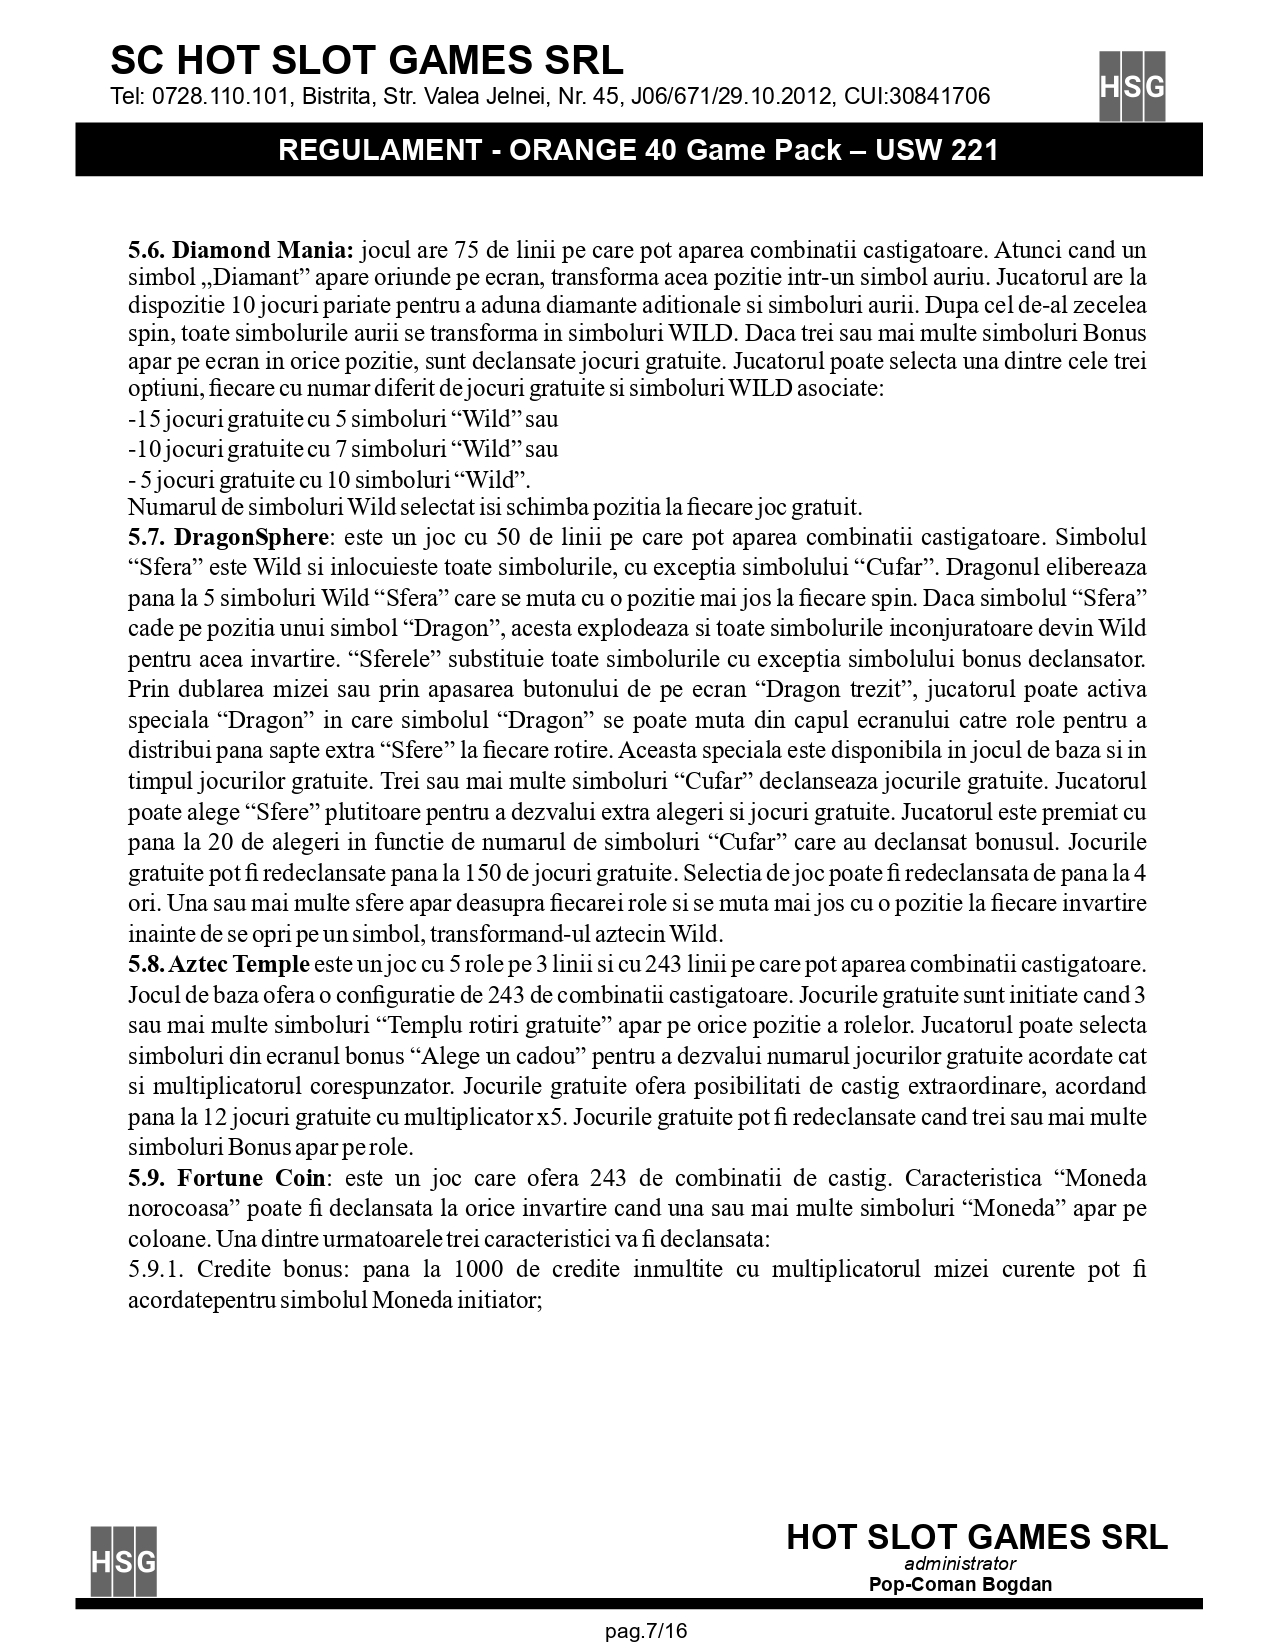 SC HOT SLOT GAMES SRL
Tel: 0728.110.101, Bistrita, Str. Valea Jelnei, Nr. 45, J06/671/29.10.2012, CUI:30841706
HSG
REGULAMENT - ORANGE 40 Game Pack – USW 221
5.6. Diamond Mania: jocul are 75 de linii pe care pot aparea combinatii castigatoare. Atunci cand un
simbol „Diamant” apare oriunde pe ecran, transforma acea pozitie intr-un simbol auriu. Jucatorul are la
dispozitie 10 jocuri pariate pentru a aduna diamante aditionale si simboluri aurii. Dupa cel de-al zecelea
spin, toate simbolurile aurii se transforma in simboluri WILD. Daca trei sau mai multe simboluri Bonus
apar pe ecran in orice pozitie, sunt declansate jocuri gratuite. Jucatorul poate selecta una dintre cele trei
optiuni, fiecare cu numar diferit de jocuri gratuite si simboluri WILD asociate:
-15 jocuri gratuite cu 5 simboluri “Wild” sau
-10 jocuri gratuite cu 7 simboluri “Wild” sau
- 5 jocuri gratuite cu 10 simboluri “Wild”.
Numarul de simboluri Wild selectat isi schimba pozitia la fiecare joc gratuit.
5.7. DragonSphere: este un joc cu 50 de linii pe care pot aparea combinatii castigatoare. Simbolul
“Sfera” este Wild si inlocuieste toate simbolurile, cu exceptia simbolului “Cufar”. Dragonul elibereaza
pana la 5 simboluri Wild “Sfera” care se muta cu o pozitie mai jos la fiecare spin. Daca simbolul “Sfera”
cade pe pozitia unui simbol “Dragon”, acesta explodeaza si toate simbolurile inconjuratoare devin Wild
pentru acea invartire. “Sferele” substituie toate simbolurile cu exceptia simbolului bonus declansator.
Prin dublarea mizei sau prin apasarea butonului de pe ecran “Dragon trezit”, jucatorul poate activa
speciala “Dragon” in care simbolul “Dragon” se poate muta din capul ecranului catre role pentru a
distribui pana sapte extra “Sfere” la fiecare rotire. Aceasta speciala este disponibila in jocul de baza si in
timpul jocurilor gratuite. Trei sau mai multe simboluri “Cufar” declanseaza jocurile gratuite. Jucatorul
poate alege “Sfere” plutitoare pentru a dezvalui extra alegeri si jocuri gratuite. Jucatorul este premiat cu
pana la 20 de alegeri in functie de numarul de simboluri “Cufar” care au declansat bonusul. Jocurile
gratuite pot fi redeclansate pana la 150 de jocuri gratuite. Selectia de joc poate fi redeclansata de pana la 4
ori. Una sau mai multe sfere apar deasupra fiecarei role si se muta mai jos cu o pozitie la fiecare invartire
inainte de se opri pe un simbol, transformand-ul aztecin Wild.
5.8. Aztec Temple este un joc cu 5 role pe 3 linii si cu 243 linii pe care pot aparea combinatii castigatoare.
Jocul de baza ofera o configuratie de 243 de combinatii castigatoare. Jocurile gratuite sunt initiate cand 3
sau mai multe simboluri “Templu rotiri gratuite” apar pe orice pozitie a rolelor. Jucatorul poate selecta
simboluri din ecranul bonus “Alege un cadou” pentru a dezvalui numarul jocurilor gratuite acordate cat
si multiplicatorul corespunzator. Jocurile gratuite ofera posibilitati de castig extraordinare, acordand
pana la 12 jocuri gratuite cu multiplicator x5. Jocurile gratuite pot fi redeclansate cand trei sau mai multe
simboluri Bonus apar pe role.
5.9. Fortune Coin: este un joc care ofera 243 de combinatii de castig. Caracteristica “Moneda
norocoasa” poate fi declansata la orice invartire cand una sau mai multe simboluri “Moneda” apar pe
coloane. Una dintre urmatoarele trei caracteristici va fi declansata:
5.9.1. Credite bonus: pana la 1000 de credite inmultite cu multiplicatorul mizei curente pot fi
acordatepentru simbolul Moneda initiator;
HSG
HOT SLOT GAMES SRL
administrator
Pop-Coman Bogdan
pag.7/16